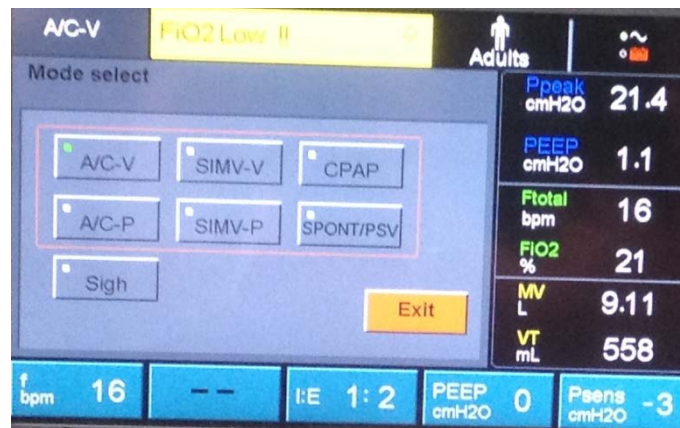 A/C-V FiO2 Low !! Adults
Mode select
Ppeak cmH2O 21.4
PEEP cmH2O 1.1
Ftotal bpm 16
FiO2 % 21
MV L 9.11
VT mL 558
A/C-V SIMV-V CPAP
A/C-P SIMV-P SPONT/PSV
Sigh
Exit
f bpm 16 -- I:E 1:2 PEEP cmH2O 0 Psens cmH2O -3